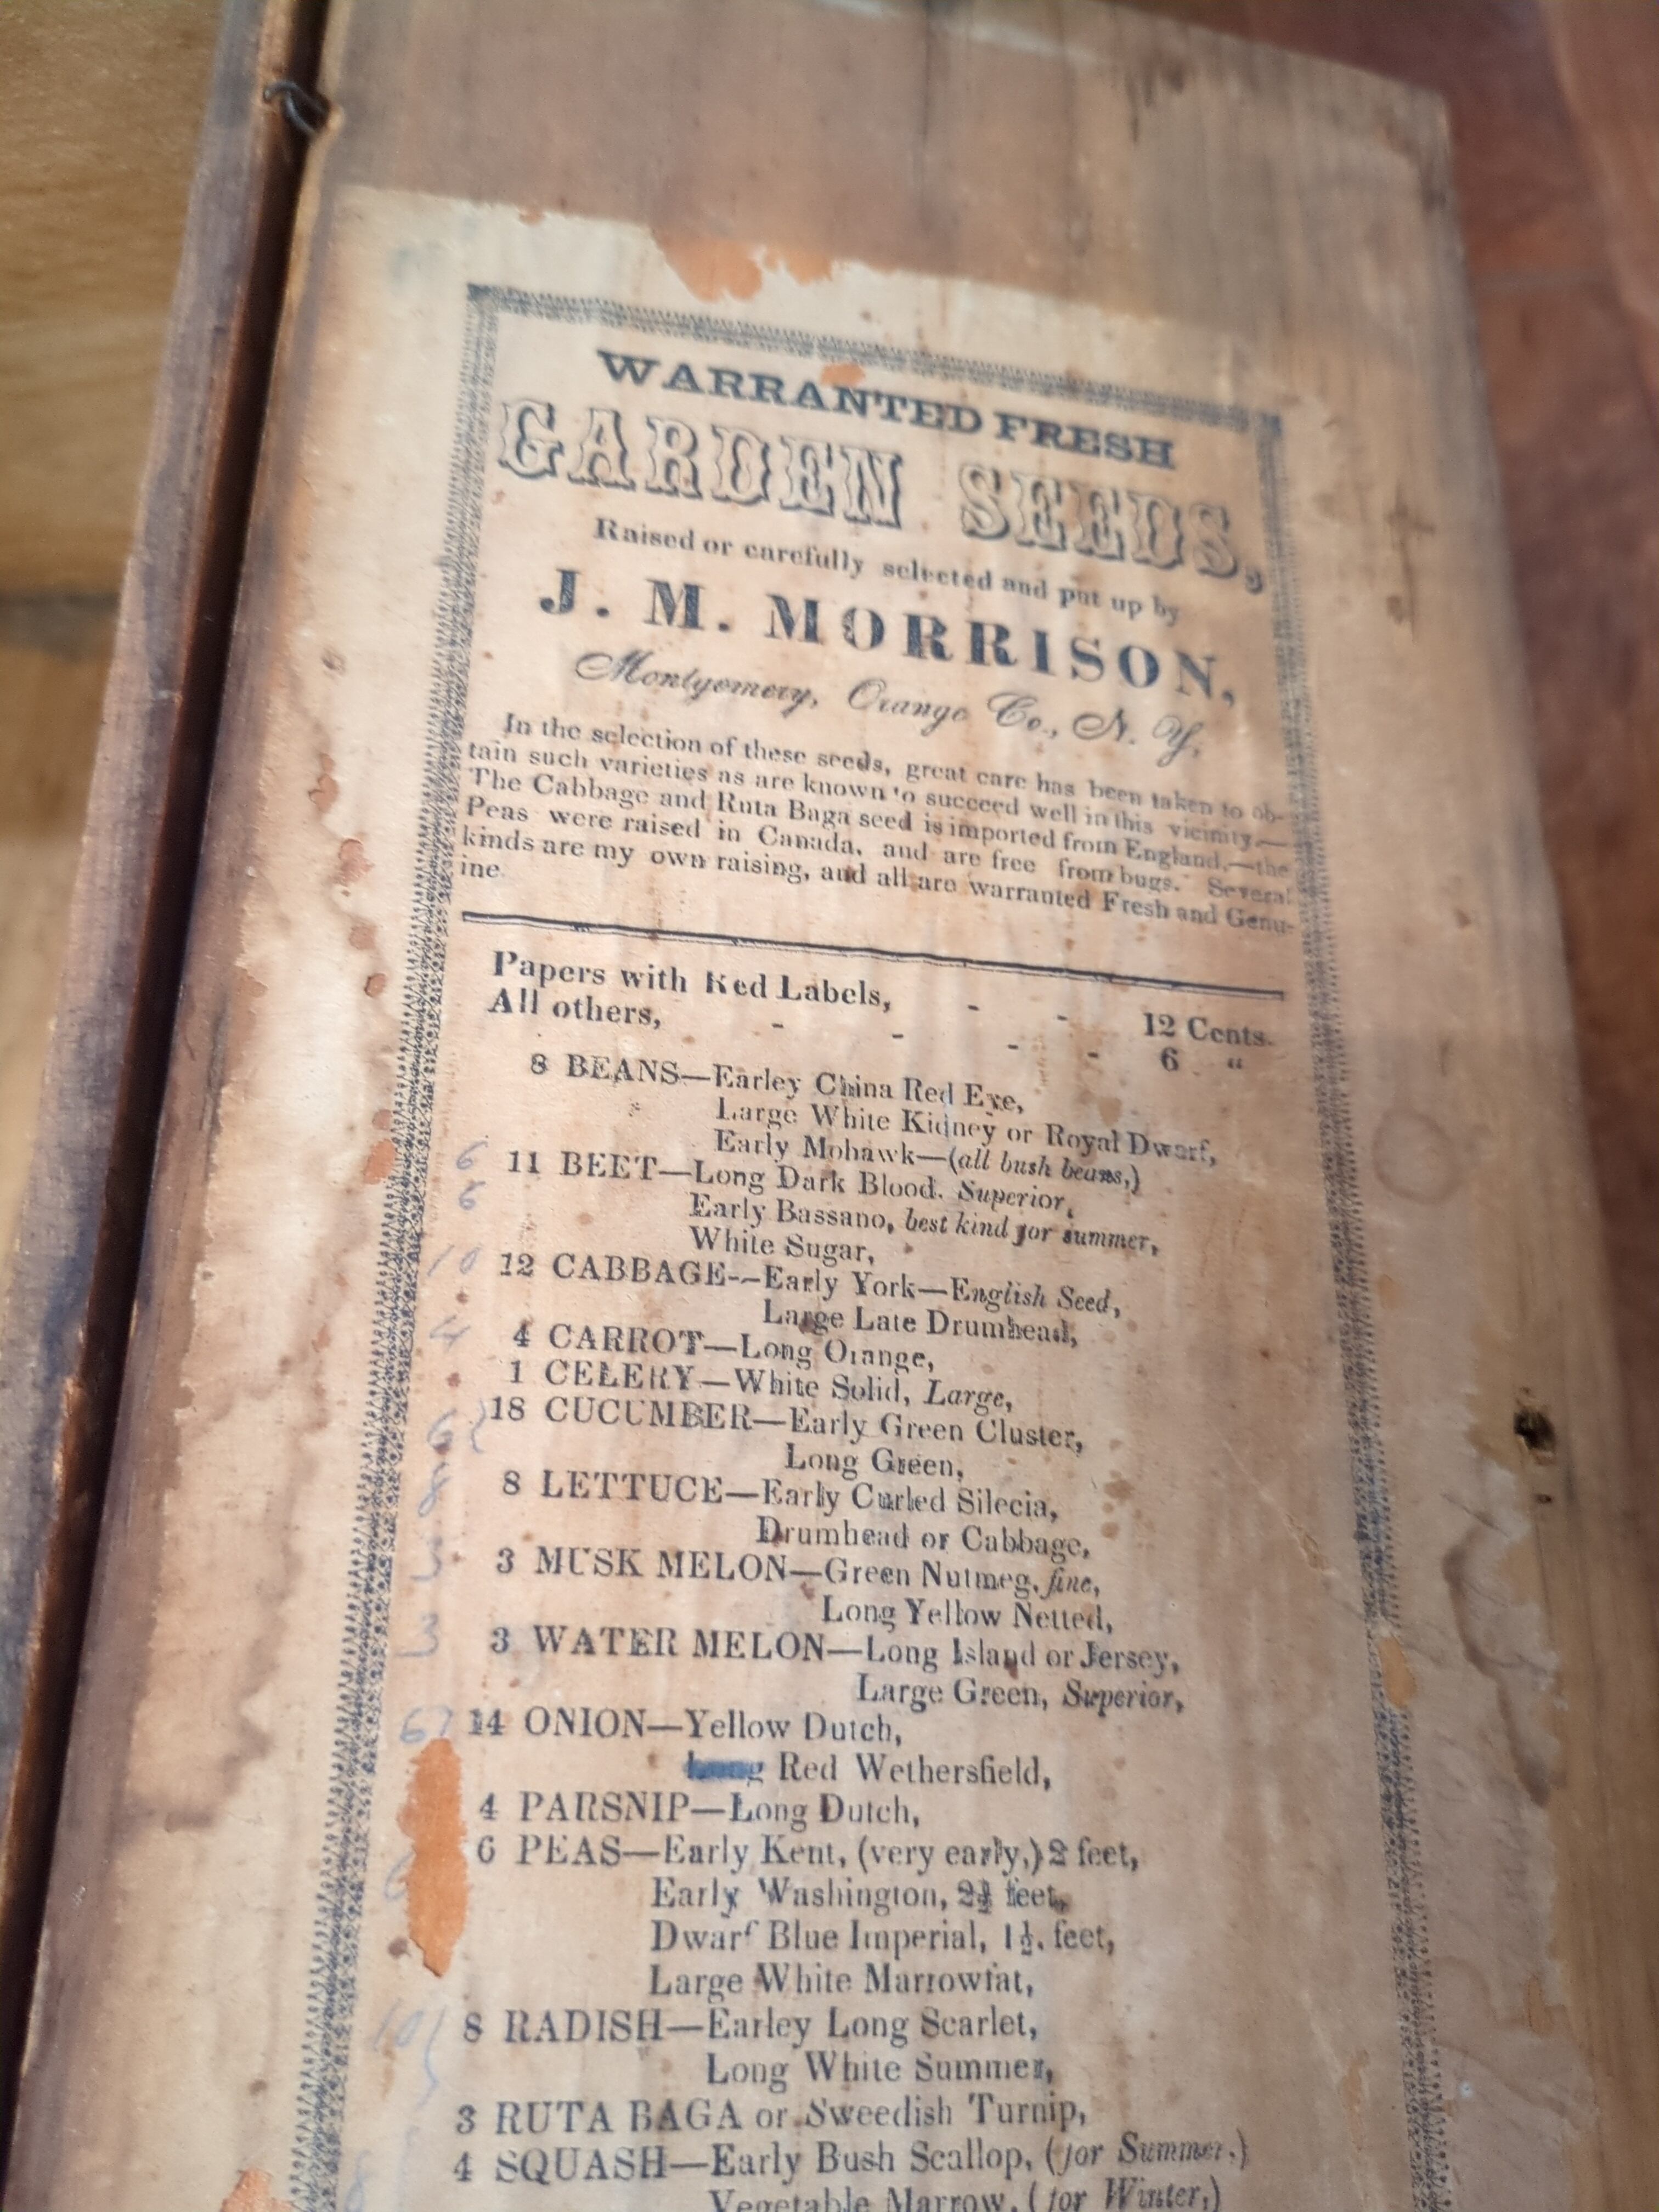 WARRANTED FRESH
GARDEN SEEDS,
Raised or carefully selected and put up by
J. M. MORRISON,
Montgomery, Orange Co., N. Y.
In the selection of these seeds, great care has been taken to ob-
tain such varieties as are known to succeed well in this vicinity.—
The Cabbage and Ruta Baga seed is imported from England,—the
Peas were raised in Canada, and are free from bugs. Several
kinds are my own raising, and all are warranted Fresh and Genu-
ine
Papers with Red Labels, - - 12 Cents.
All others, - - - - 6 "
8 BEANS—Earley China Red Eye,
Large White Kidney or Royal Dwarf,
Early Mohawk—(all bush beans,)
6 11 BEET—Long Dark Blood. Superior,
6 Early Bassano, best kind for summer,
White Sugar,
10 12 CABBAGE--Early York—English Seed,
Large Late Drumhead,
4 4 CARROT—Long Orange,
1 CELERY—White Solid, Large,
6 18 CUCUMBER—Early Green Cluster,
Long Green,
8 8 LETTUCE—Early Curled Silecia,
Drumhead or Cabbage,
3 3 MUSK MELON—Green Nutmeg, fine,
Long Yellow Netted,
3 3 WATER MELON—Long Island or Jersey,
Large Green, Superior,
6 14 ONION—Yellow Dutch,
Red Wethersfield,
4 PARSNIP—Long Dutch,
6 PEAS—Early Kent, (very early,) 2 feet,
Early Washington, 2½ feet,
Dwarf Blue Imperial, 1½. feet,
Large White Marrowfat,
10 8 RADISH—Earley Long Scarlet,
Long White Summer,
3 RUTA BAGA or Sweedish Turnip,
4 SQUASH—Early Bush Scallop, (for Summer.)
Vegetable Marrow, (for Winter,)